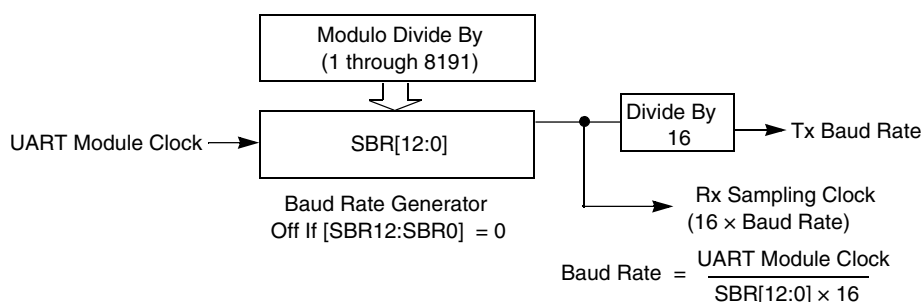 Modulo Divide By
(1 through 8191)
UART Module Clock
SBR[12:0]
Divide By
16
Tx Baud Rate
Baud Rate Generator
Off If [SBR12:SBR0] = 0
Rx Sampling Clock
(16 × Baud Rate)
Baud Rate = UART Module Clock
SBR[12:0] × 16